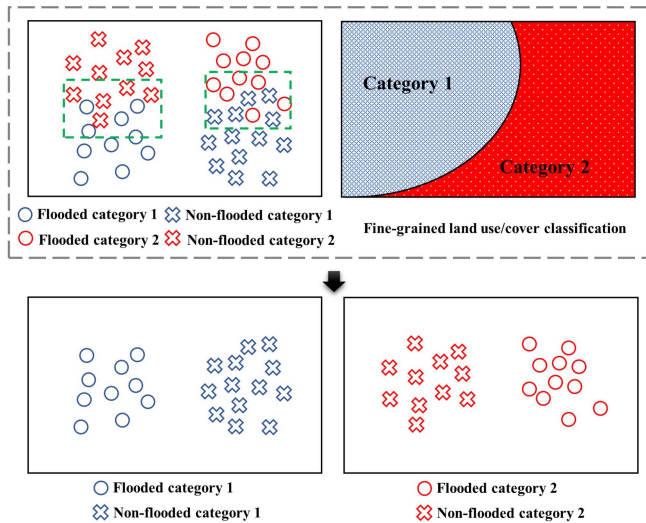 Category 1
Category 2
Flooded category 1 Non-flooded category 1
Flooded category 2 Non-flooded category 2
Fine-grained land use/cover classification
Flooded category 1
Non-flooded category 1
Flooded category 2
Non-flooded category 2